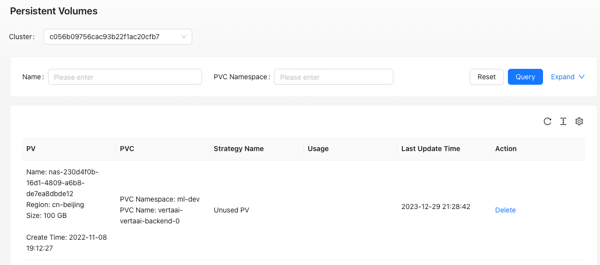 Persistent Volumes
Cluster: c056b09756cac93b22f1ac20cfb7
Name: Please enter PVC Namespace: Please enter Reset Query Expand
PV PVC Strategy Name Usage Last Update Time Action
Name: nas-230d4f0b-
16d1-4809-a6b8-
de7ea8dbde12
Region: cn-beijing
Size: 100 GB
Create Time: 2022-11-08
19:12:27
PVC Namespace: ml-dev
PVC Name: vertaai-
vertaai-backend-0
Unused PV
2023-12-29 21:28:42
Delete